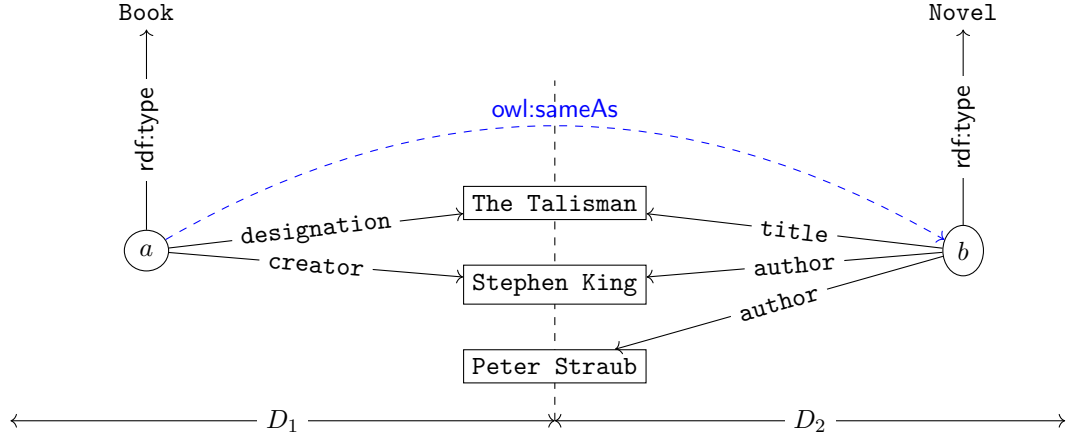 Book
Novel
rdf:type
rdf:type
owl:sameAs
The Talisman
designation
title
a
b
creator
author
Stephen King
author
Peter Straub
D₁
D₂